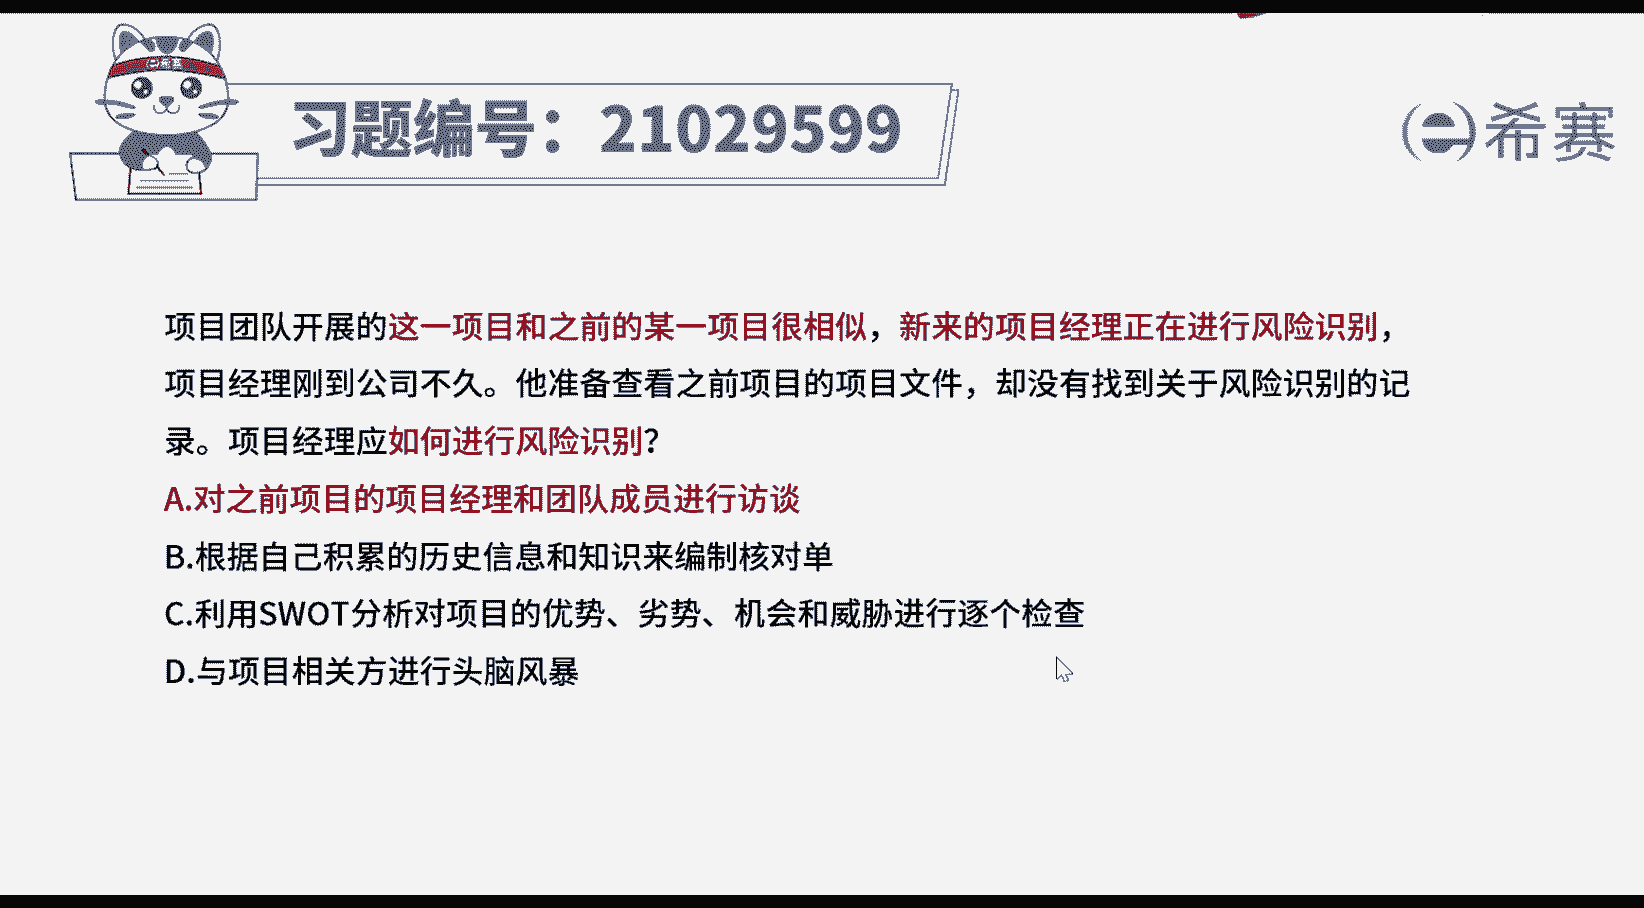 希赛
习题编号：21029599
希赛
项目团队开展的这一项目和之前的某一项目很相似，新来的项目经理正在进行风险识别，
项目经理刚到公司不久。他准备查看之前项目的项目文件，却没有找到关于风险识别的记
录。项目经理应如何进行风险识别？
A.对之前项目的项目经理和团队成员进行访谈
B.根据自己积累的历史信息和知识来编制核对单
C.利用SWOT分析对项目的优势、劣势、机会和威胁进行逐个检查
D.与项目相关方进行头脑风暴